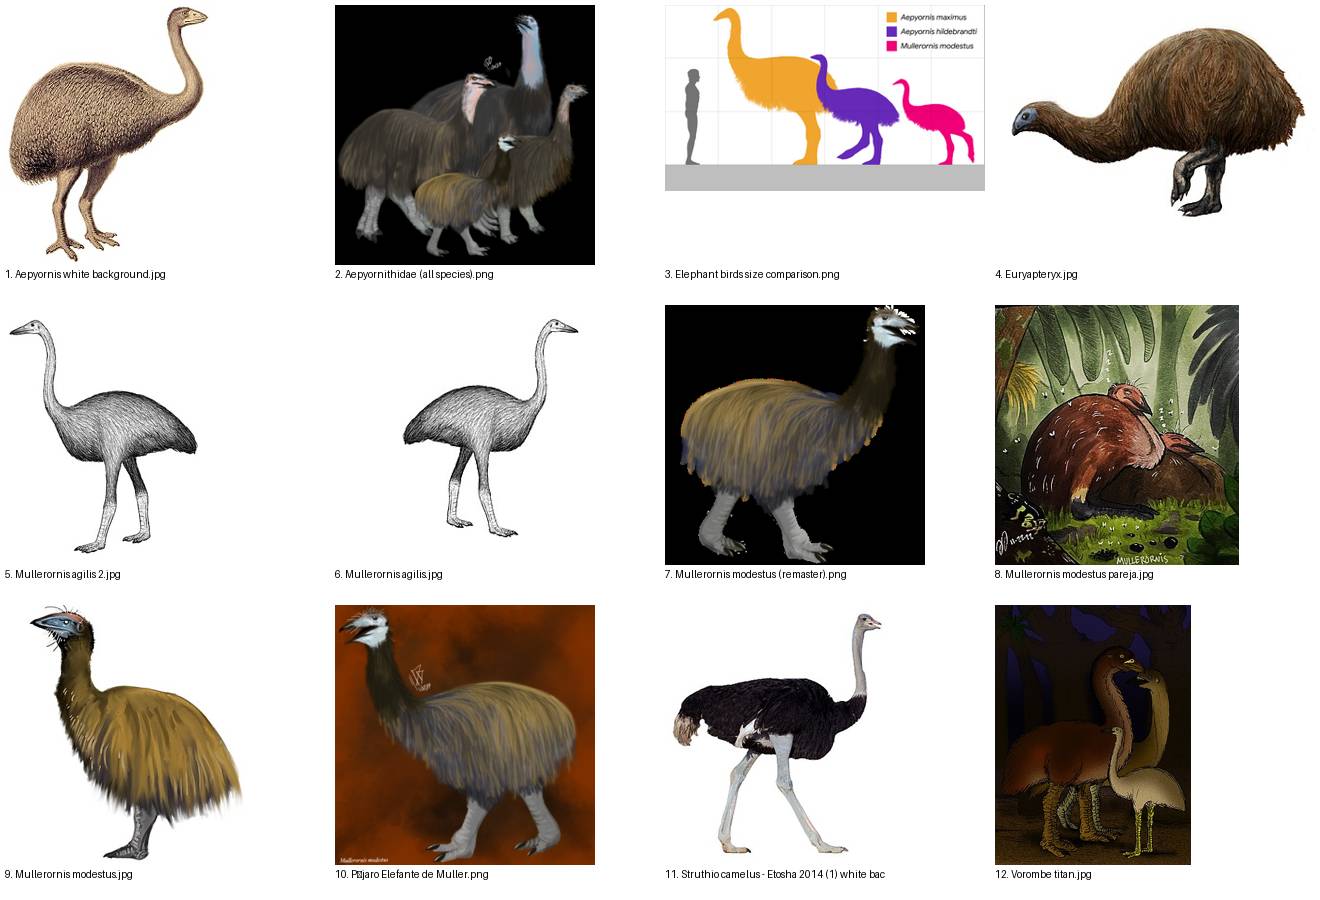 Aepyornis maximus
Aepyornis hildebrandti
Mullerornis modestus
1. Aepyornis white background.jpg
2. Aepyornithidae (all species).png
3. Elephant birds size comparison.png
4. Euryapteryx.jpg
MULLERORNIS
5. Mullerornis agilis 2.jpg
6. Mullerornis agilis.jpg
7. Mullerornis modestus (remaster).png
8. Mullerornis modestus pareja.jpg
Mullerornis modestus
9. Mullerornis modestus.jpg
10. P▯jaro Elefante de Muller.png
11. Struthio camelus - Etosha 2014 (1) white bac
12. Vorombe titan.jpg